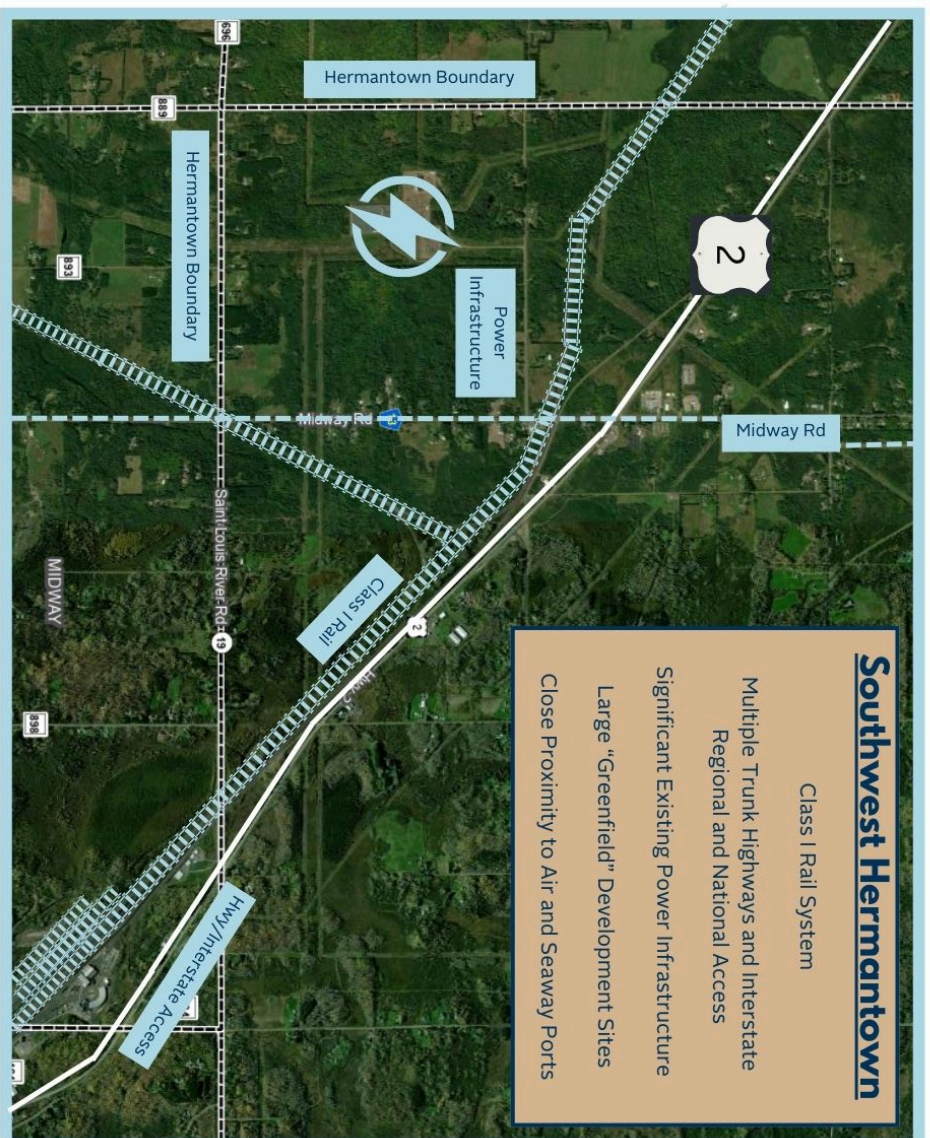 Southwest Hermantown
Class I Rail System
Multiple Trunk Highways and Interstate
Regional and National Access
Significant Existing Power Infrastructure
Large "Greenfield" Development Sites
Close Proximity to Air and Seaway Ports
2
Midway Rd
Hermantown Boundary
Power
Infrastructure
Midway Rd
2
Class I Rail
Hwy/Interstate Access
696
889
Hermantown Boundary
Saint Louis River Rd
19
893
MIDWAY
898